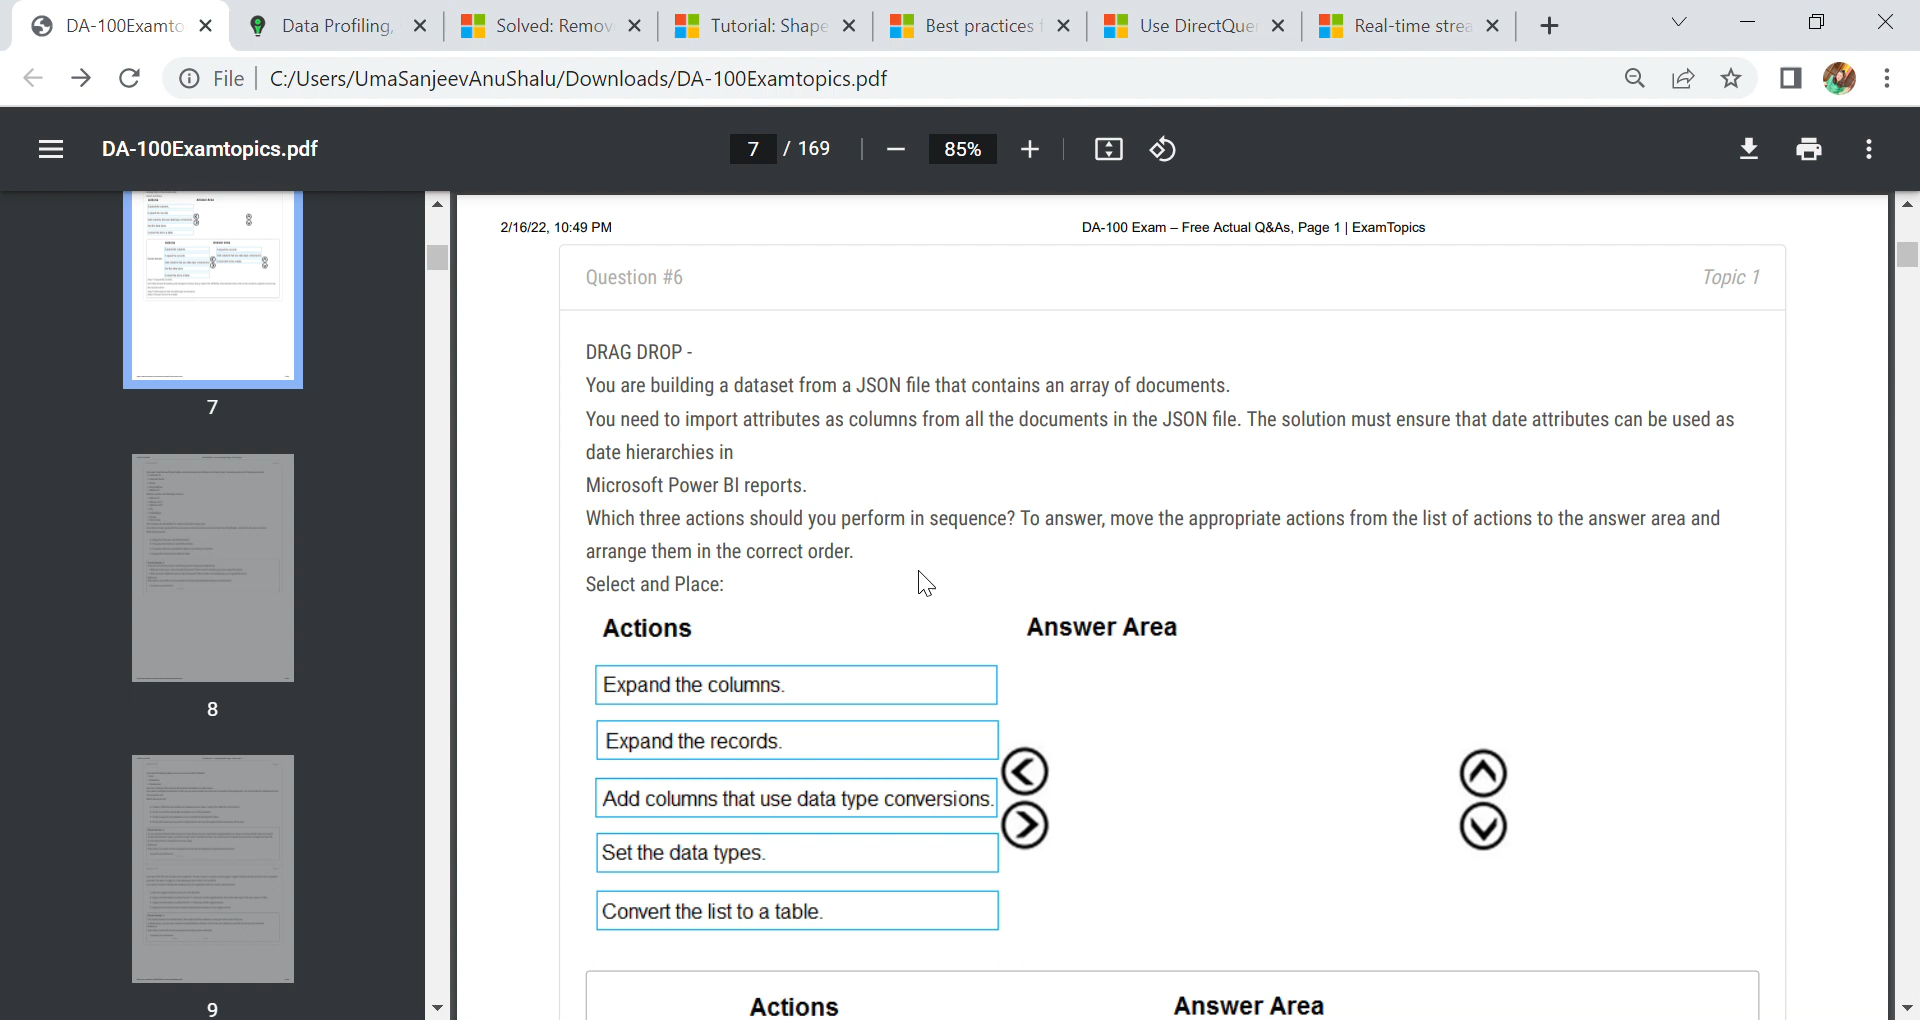 DA-100Examto
Data Profiling,
Solved: Remov
Tutorial: Shape
Best practices f
Use DirectQuer
Real-time strea
File
C:/Users/UmaSanjeevAnuShalu/Downloads/DA-100Examtopics.pdf
DA-100Examtopics.pdf
7 / 169
85%
7
8
9
2/16/22, 10:49 PM
DA-100 Exam – Free Actual Q&As, Page 1 | ExamTopics
Question #6
Topic 1
DRAG DROP -
You are building a dataset from a JSON file that contains an array of documents.
You need to import attributes as columns from all the documents in the JSON file. The solution must ensure that date attributes can be used as
date hierarchies in
Microsoft Power BI reports.
Which three actions should you perform in sequence? To answer, move the appropriate actions from the list of actions to the answer area and
arrange them in the correct order.
Select and Place:
Actions
Answer Area
Expand the columns.
Expand the records.
Add columns that use data type conversions.
Set the data types.
Convert the list to a table.
Actions
Answer Area